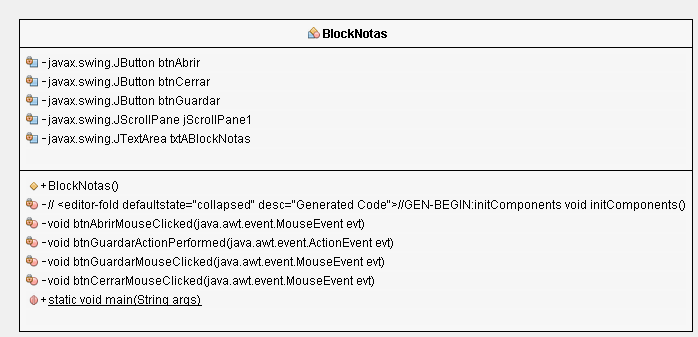 BlockNotas
-javax.swing.JButton btnAbrir
-javax.swing.JButton btnCerrar
-javax.swing.JButton btnGuardar
-javax.swing.JScrollPane jScrollPane1
-javax.swing.JTextArea txtABlockNotas
+BlockNotas()
-// <editor-fold defaultstate="collapsed" desc="Generated Code">//GEN-BEGIN:initComponents void initComponents()
-void btnAbrirMouseClicked(java.awt.event.MouseEvent evt)
-void btnGuardarActionPerformed(java.awt.event.ActionEvent evt)
-void btnGuardarMouseClicked(java.awt.event.MouseEvent evt)
-void btnCerrarMouseClicked(java.awt.event.MouseEvent evt)
+static void main(String args)